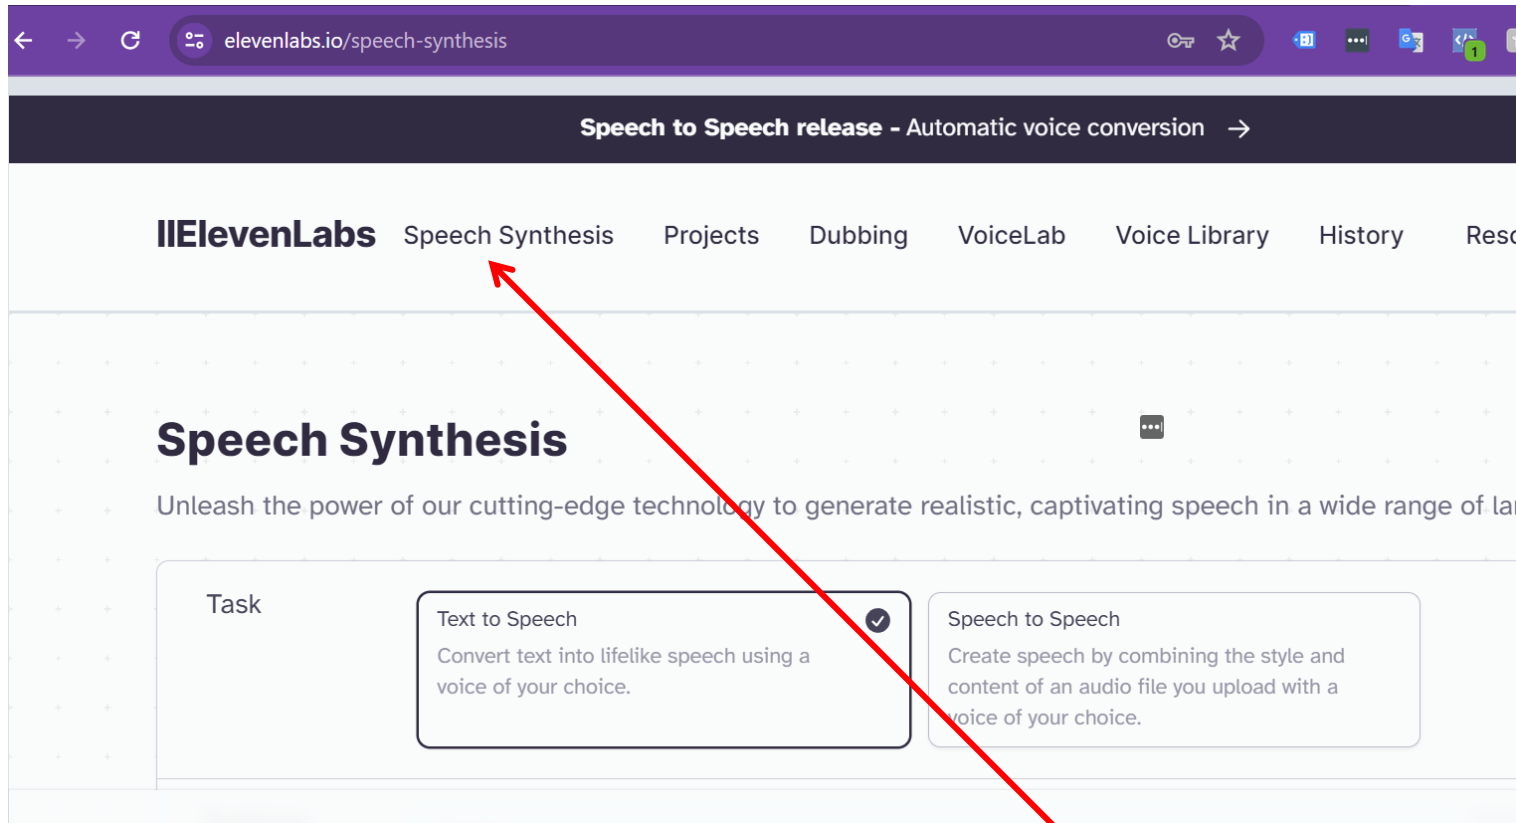 elevenlabs.io/speech-synthesis
1
Speech to Speech release - Automatic voice conversion →
IIElevenLabs Speech Synthesis Projects Dubbing VoiceLab Voice Library History
Speech Synthesis
Unleash the power of our cutting-edge technology to generate realistic, captivating speech in a wide range of
Task
Text to Speech
Convert text into lifelike speech using a
voice of your choice.
Speech to Speech
Create speech by combining the style and
content of an audio file you upload with a
voice of your choice.